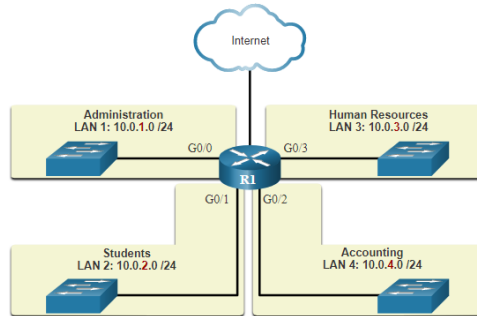 Internet
Administration
LAN 1: 10.0.1.0 /24
Human Resources
LAN 3: 10.0.3.0 /24
G0/0
G0/3
R1
G0/1
G0/2
Students
LAN 2: 10.0.2.0 /24
Accounting
LAN 4: 10.0.4.0 /24